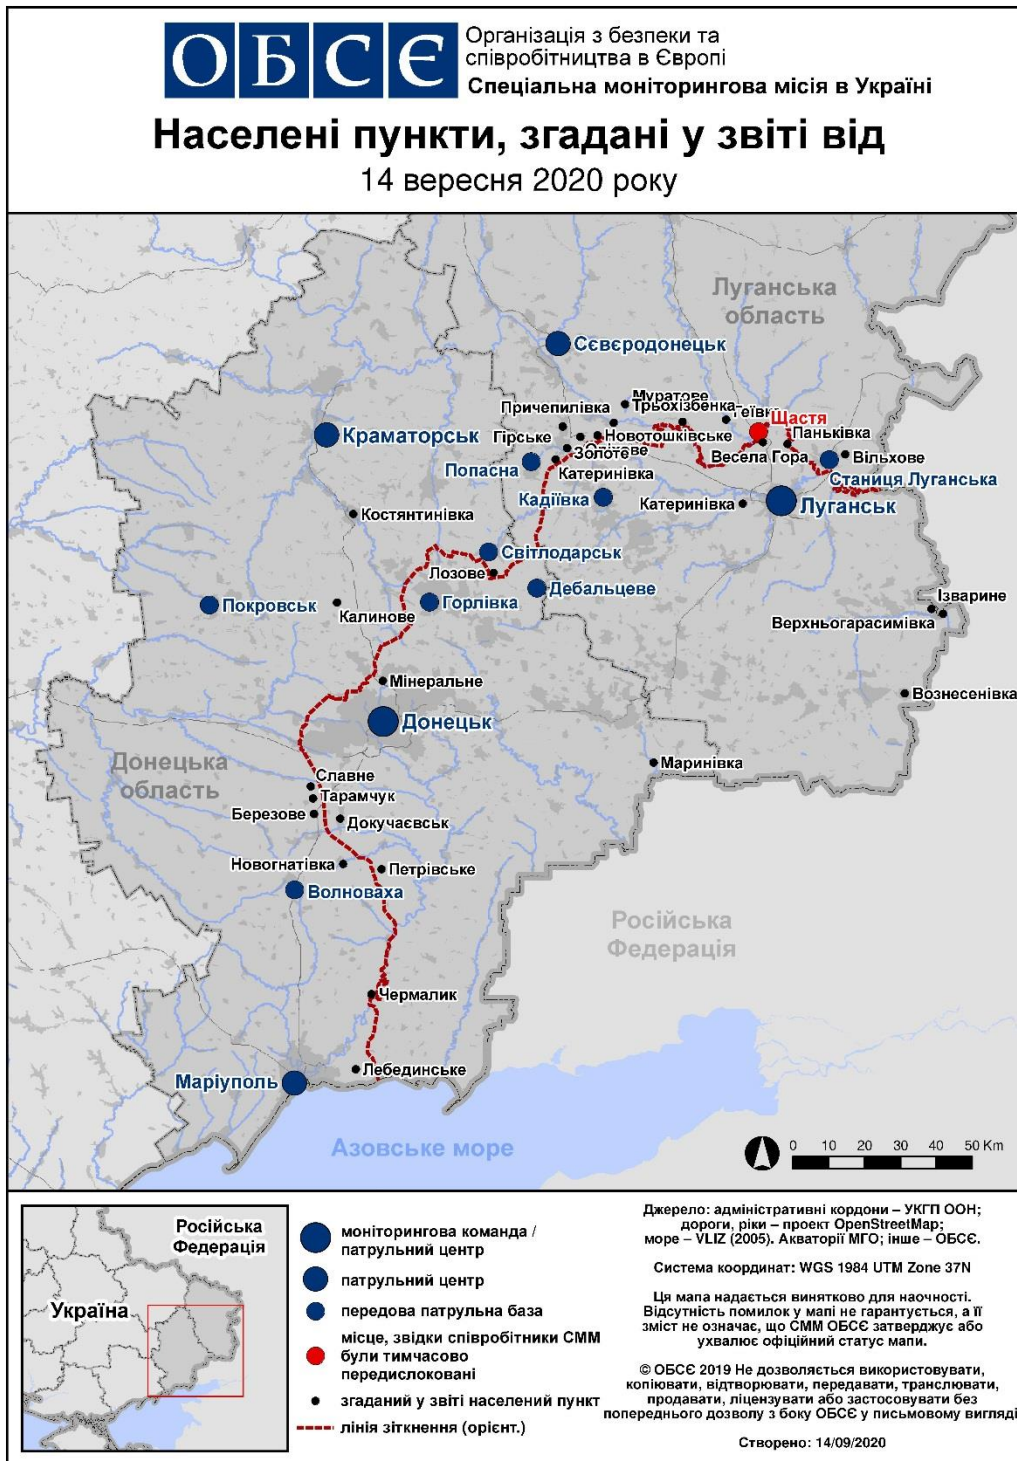 ОБСЄ
Організація з безпеки та
співробітництва в Європі
Спеціальна моніторингова місія в Україні
Населені пункти, згадані у звіті від
14 вересня 2020 року
Луганська
область
Сєвєродонецьк
Муратове
Причепилівка
Трьохізбенка
Щастя
Краматорськ
Гірське
Новотошківське
Паньківка
Золоте
Весела Гора
Вільхове
Попасна
Катеринівка
Станиця Луганська
Кадіївка
Катеринівка
Луганськ
Костянтинівка
Світлодарськ
Лозове
Дебальцеве
Ізварине
Покровськ
Калинове
Горлівка
Верхньогарасимівка
Мінеральне
Вознесенівка
Донецьк
Донецька
область
Маринівка
Славне
Тарамчук
Березове
Докучаєвськ
Новогнатівка
Петрівське
Волноваха
Російська
Федерація
Чермалик
Лебединське
Маріуполь
Азовське море
0 10 20 30 40 50 Km
Російська
Федерація
Україна
моніторингова команда /
патрульний центр
патрульний центр
передова патрульна база
місце, звідки співробітники СММ
були тимчасово
передислоковані
згаданий у звіті населений пункт
лінія зіткнення (орієнт.)
Джерело: адміністративні кордони – УКГП ООН;
дороги, ріки – проект OpenStreetMap;
море – VLIZ (2005). Акваторії МГО; інше – ОБСЄ.
Система координат: WGS 1984 UTM Zone 37N
Ця мапа надається винятково для наочності.
Відсутність помилок у мапі не гарантується, а її
зміст не означає, що СММ ОБСЄ затверджує або
ухвалює офіційний статус мапи.
© ОБСЄ 2019 Не дозволяється використовувати,
копіювати, відтворювати, передавати, транслювати,
продавати, ліцензувати або застосовувати без
попереднього дозволу з боку ОБСЄ у письмовому вигляді
Створено: 14/09/2020